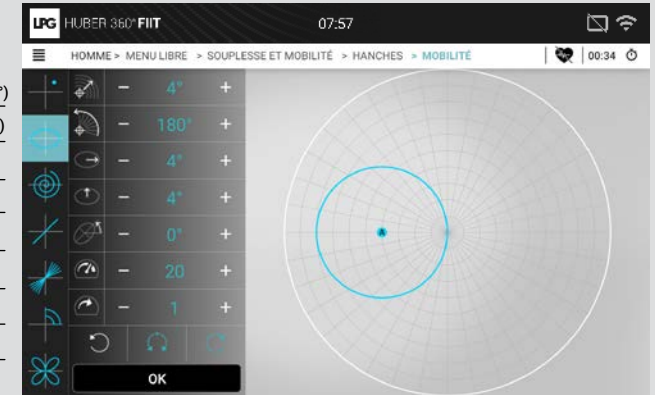 LPG HUBER 360° FIIT 07:57
HOMME > MENU LIBRE > SOUPLESSE ET MOBILITÉ > HANCHES > MOBILITÉ 00:34
°)
)
− 4° +
− 180° +
− 4° +
− 4° +
− 0° +
− 20 +
− 1 +
OK
A